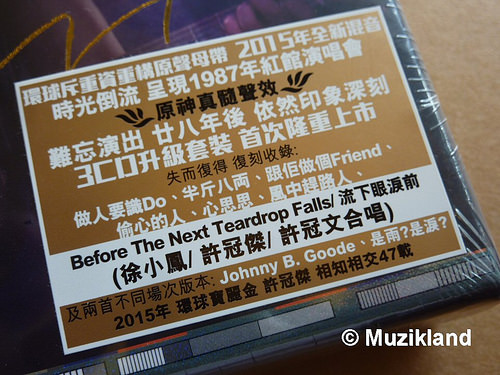 環球斥重資重構原聲母帶 2015年全新混音
時光倒流 呈現1987年紅館演唱會
原神真髓聲效
難忘演出 廿八年後 依然印象深刻
3CD升級套裝 首次隆重上市
失而復得 復刻收錄:
做人要識Do、半斤八兩、跟佢做個Friend、
偷心的人、心思思、風中趕路人、
Before The Next Teardrop Falls/ 流下眼淚前
(徐小鳳/ 許冠傑/ 許冠文合唱)
及兩首不同場次版本: Johnny B. Goode、是雨?是淚?
2015年 環球寶麗金 許冠傑 相知相交47載
© Muzikland